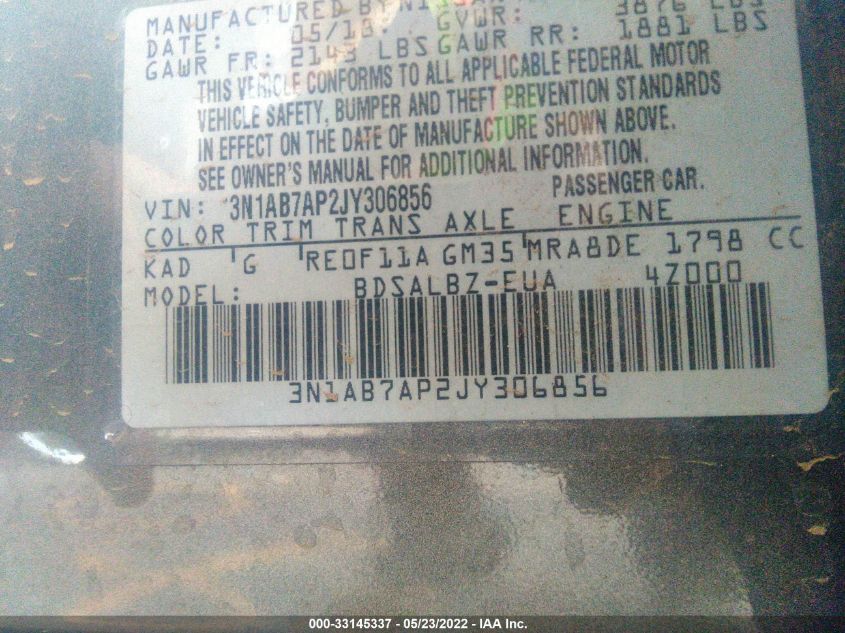 MANUFACTURED BY
DATE: 05/18 GVWR: 3876 LBS
GAWR FR: 2143 LBS GAWR RR: 1881 LBS
THIS VEHICLE CONFORMS TO ALL APPLICABLE FEDERAL MOTOR
VEHICLE SAFETY, BUMPER AND THEFT PREVENTION STANDARDS
IN EFFECT ON THE DATE OF MANUFACTURE SHOWN ABOVE.
SEE OWNER'S MANUAL FOR ADDITIONAL INFORMATION.
VIN: 3N1AB7AP2JY306856 PASSENGER CAR.
COLOR TRIM TRANS AXLE ENGINE
KAD G RE0F11A GM35 MRA8DE 1798 CC
MODEL: BDSALBZ-EUA 4Z000
3N1AB7AP2JY306856
000-33145337 - 05/23/2022 - IAA Inc.